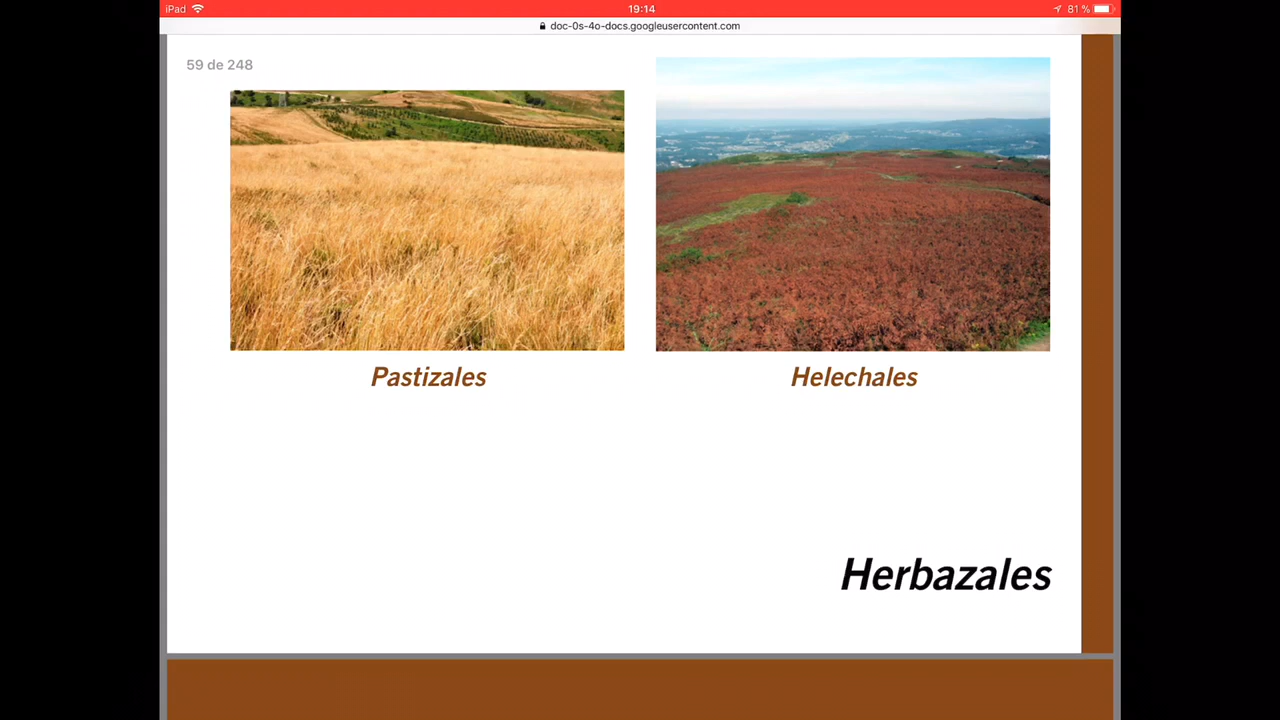 iPad 19:14 81 %
doc-0s-4o-docs.googleusercontent.com
59 de 248
Pastizales Helechales
Herbazales